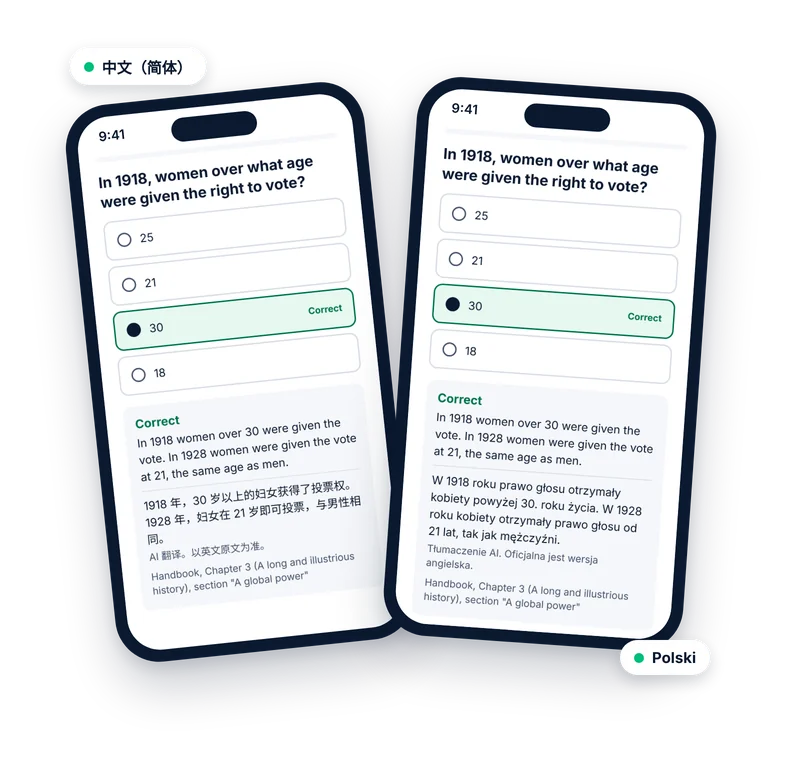 中文（简体）
9:41
In 1918, women over what age
were given the right to vote?
25
21
30
Correct
18
Correct
In 1918 women over 30 were given the
vote. In 1928 women were given the vote
at 21, the same age as men.
1918 年，30 岁以上的妇女获得了投票权。
1928 年，妇女在 21 岁即可投票，与男性相
同。
AI 翻译。以英文原文为准。
Handbook, Chapter 3 (A long and illustrious
history), section "A global power"
9:41
In 1918, women over what age
were given the right to vote?
25
21
30
Correct
18
Correct
In 1918 women over 30 were given the
vote. In 1928 women were given the vote
at 21, the same age as men.
W 1918 roku prawo głosu otrzymały
kobiety powyżej 30. roku życia. W 1928
roku kobiety otrzymały prawo głosu od
21 lat, tak jak mężczyźni.
Tłumaczenie AI. Oficjalna jest wersja
angielska.
Handbook, Chapter 3 (A long and illustrious
history), section "A global power"
Polski